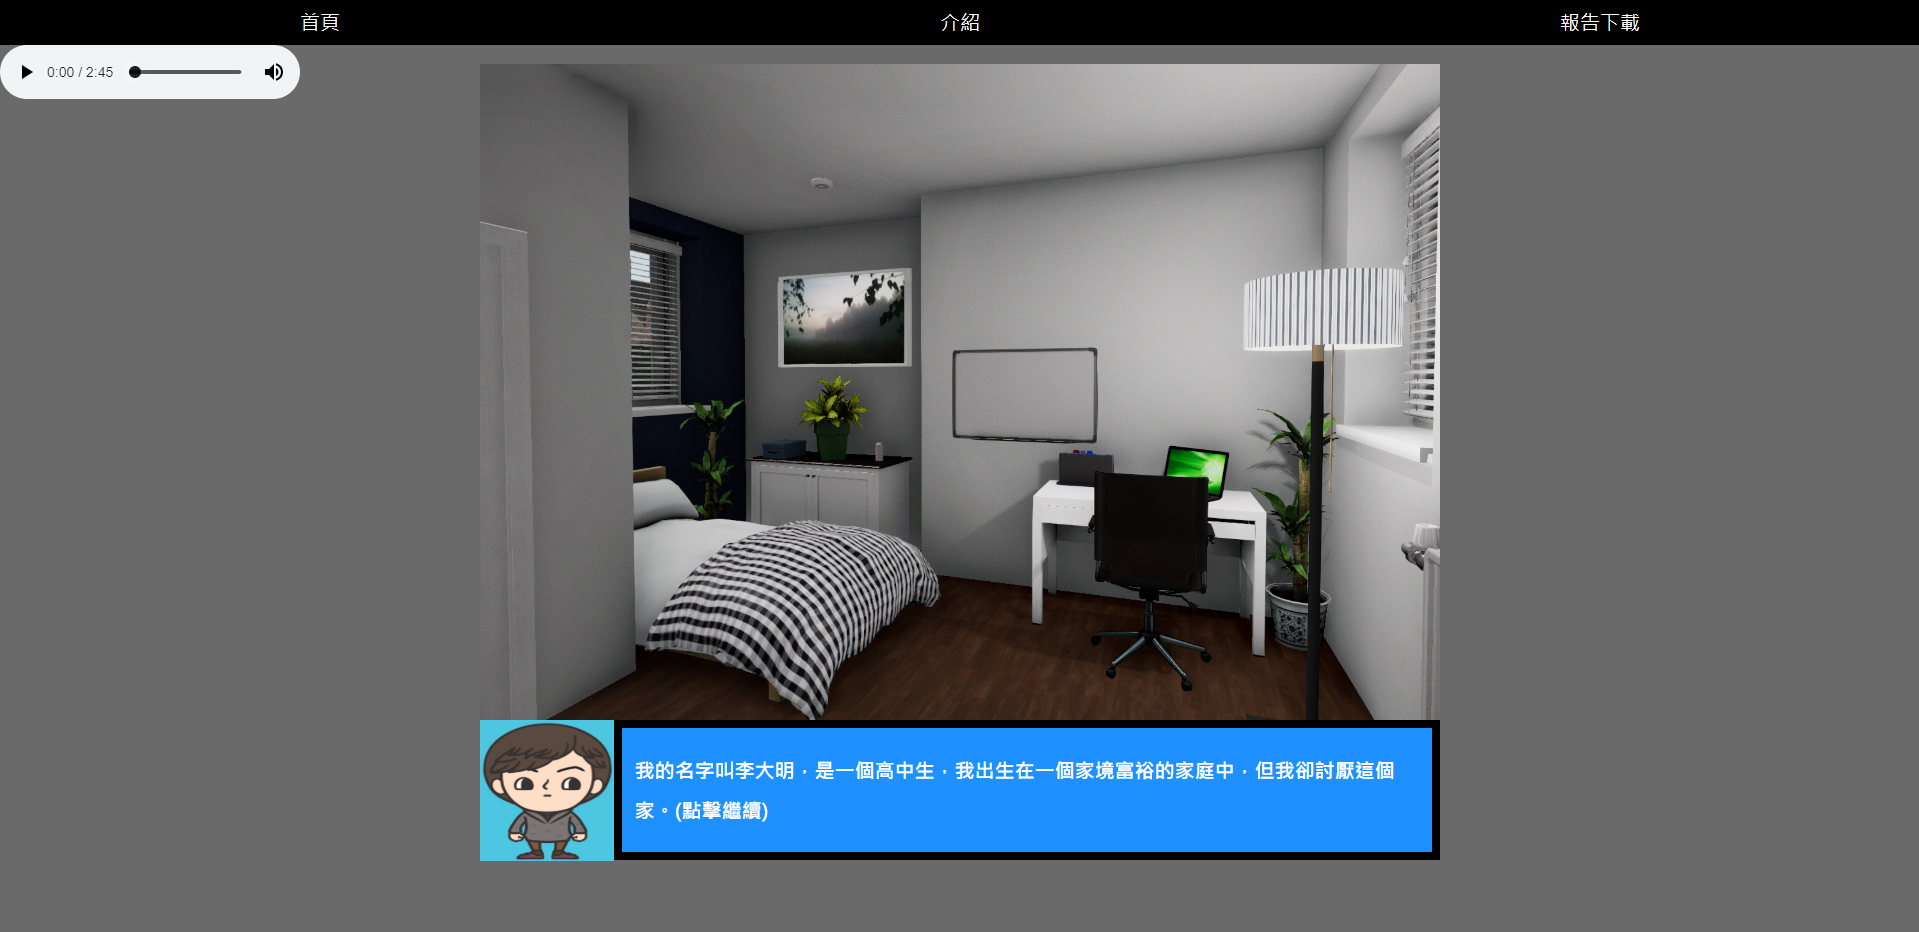 首頁
介紹
報告下載
0:00 / 2:45
我的名字叫李大明，是一個高中生，我出生在一個家境富裕的家庭中，但我卻討厭這個
家。(點擊繼續)